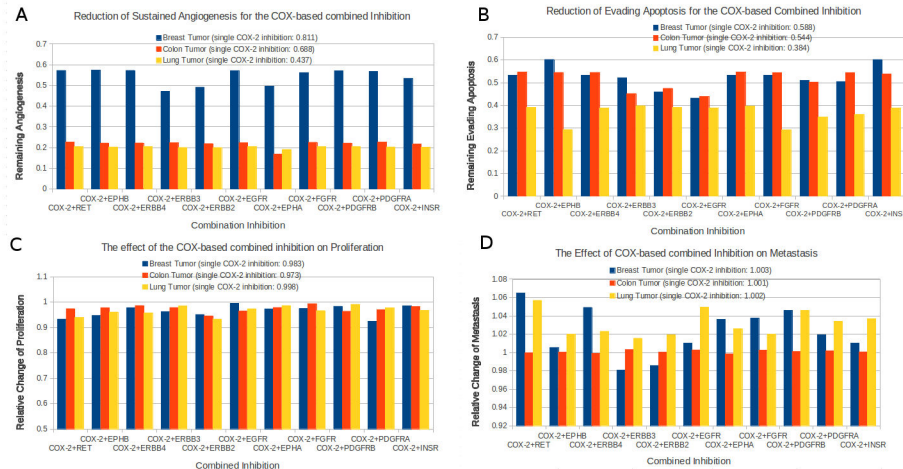 A
Reduction of Sustained Angiogenesis for the COX-based combined Inhibition
Breast Tumor (single COX-2 inhibition: 0.811)
Colon Tumor (single COX-2 inhibition: 0.688)
Lung Tumor (single COX-2 inhibition: 0.437)
Remaining Angiogenesis
0.7
0.6
0.5
0.4
0.3
0.2
0.1
0
COX-2+EPHB COX-2+ERBB3 COX-2+EGFR COX-2+FGFR COX-2+PDGFRA
COX-2+RET COX-2+ERBB4 COX-2+ERBB2 COX-2+EPHA COX-2+PDGFRB COX-2+INSR
Combination Inhibition
B
Reduction of Evading Apoptosis for the COX-based Combined Inhibition
Breast Tumor (single COX-2 inhibition: 0.588)
Colon Tumor (single COX-2 inhibition: 0.544)
Lung Tumor (single COX-2 inhibition: 0.384)
Remaining Evading Apoptosis
0.7
0.6
0.5
0.4
0.3
0.2
0.1
0
COX-2+EPHB COX-2+ERBB3 COX-2+EGFR COX-2+FGFR COX-2+PDGFRA
COX-2+RET COX-2+ERBB4 COX-2+ERBB2 COX-2+EPHA COX-2+PDGFRB COX-2+INSR
Combination Inhibition
C
The effect of the COX-based combined inhibition on Proliferation
Breast Tumor (single COX-2 inhibition: 0.983)
Colon Tumor (single COX-2 inhibition: 0.973)
Lung Tumor (single COX-2 inhibition: 0.998)
Relative Change of Proliferation
1.1
1
0.9
0.8
0.7
0.6
0.5
COX-2+EPHB COX-2+ERBB3 COX-2+EGFR COX-2+FGFR COX-2+PDGFRA
COX-2+RET COX-2+ERBB4 COX-2+ERBB2 COX-2+EPHA COX-2+PDGFRB COX-2+INSR
Combined Inhibition
D
The Effect of COX-based combined Inhibition on Metastasis
Breast Tumor (single COX-2 inhibition: 1.003)
Colon Tumor (single COX-2 inhibition: 1.001)
Lung Tumor (single COX-2 inhibition: 1.002)
Relative Change of Metastasis
1.08
1.06
1.04
1.02
1
0.98
0.96
0.94
0.92
COX-2+EPHB COX-2+ERBB3 COX-2+EGFR COX-2+FGFR COX-2+PDGFRA
COX-2+RET COX-2+ERBB4 COX-2+ERBB2 COX-2+EPHA COX-2+PDGFRB COX-2+INSR
Combined Inhibition